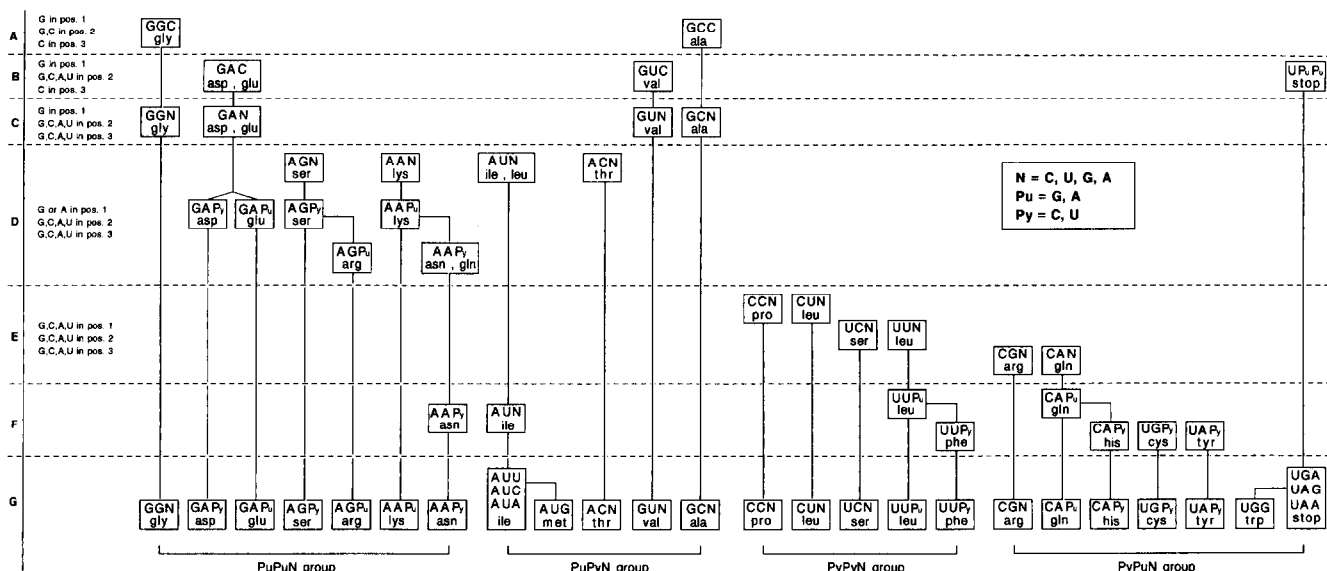 A
G in pos. 1
G,C in pos. 2
C in pos. 3
GGC
gly
GCC
ala
B
G in pos. 1
G,C,A,U in pos. 2
C in pos. 3
GAC
asp , glu
GUC
val
UPuPu
stop
C
G in pos. 1
G,C,A,U in pos. 2
G,C,A,U in pos. 3
GGN
gly
GAN
asp , glu
GUN
val
GCN
ala
D
G or A in pos. 1
G,C,A,U in pos. 2
G,C,A,U in pos. 3
AGN
ser
AAN
lys
AUN
ile , leu
ACN
thr
N = C, U, G, A
Pu = G, A
Py = C, U
GAPy
asp
GAPu
glu
AGPy
ser
AAPu
lys
AGPu
arg
AAPy
asn , gln
E
G,C,A,U in pos. 1
G,C,A,U in pos. 2
G,C,A,U in pos. 3
CCN
pro
CUN
leu
UCN
ser
UUN
leu
CGN
arg
CAN
gln
F
AAPy
asn
AUN
ile
UUPu
leu
UUPy
phe
CAPu
gln
CAPy
his
UGPy
cys
UAPy
tyr
G
GGN
gly
GAPy
asp
GAPu
glu
AGPy
ser
AGPu
arg
AAPu
lys
AAPy
asn
AUU
AUC
AUA
ile
AUG
met
ACN
thr
GUN
val
GCN
ala
CCN
pro
CUN
leu
UCN
ser
UUPu
leu
UUPy
phe
CGN
arg
CAPu
gln
CAPy
his
UGPy
cys
UAPy
tyr
UGG
trp
UGA
UAG
UAA
stop
PuPuN group
PuPyN group
PyPyN group
PyPuN group